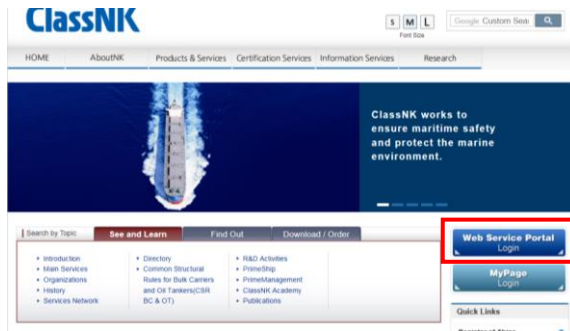 ClassNK
S M L
Font Size
Google Custom Sear
HOME AboutNK Products & Services Certification Services Information Services Research
ClassNK works to
ensure maritime safety
and protect the marine
environment.
Search by Topic See and Learn Find Out Download / Order
Introduction
Main Services
Organizations
History
Services Network
Directory
Common Structural
Rules for Bulk Carriers
and Oil Tankers(CSR
BC & OT)
R&D Activities
PrimeShip
PrimeManagement
ClassNK Academy
Publications
Web Service Portal
Login
MyPage
Login
Quick Links